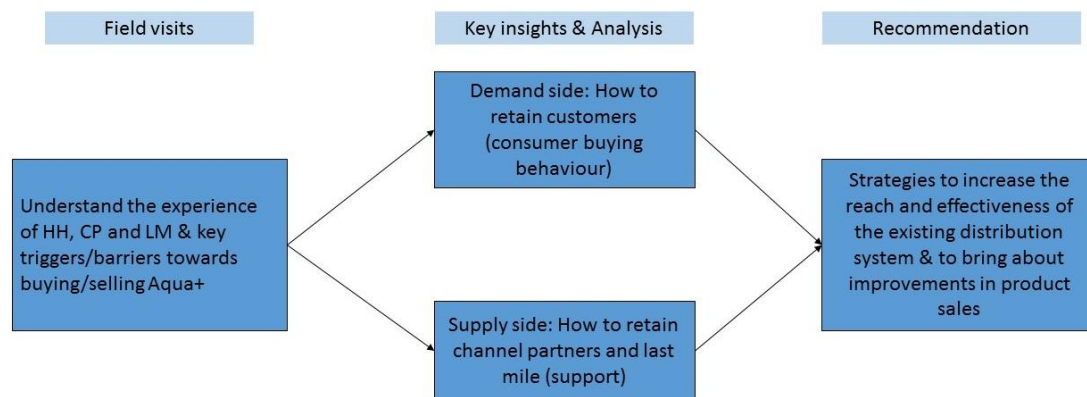 Field visits
Key insights & Analysis
Recommendation
Understand the experience
of HH, CP and LM & key
triggers/barriers towards
buying/selling Aqua+
Demand side: How to
retain customers
(consumer buying
behaviour)
Supply side: How to retain
channel partners and last
mile (support)
Strategies to increase the
reach and effectiveness of
the existing distribution
system & to bring about
improvements in product
sales